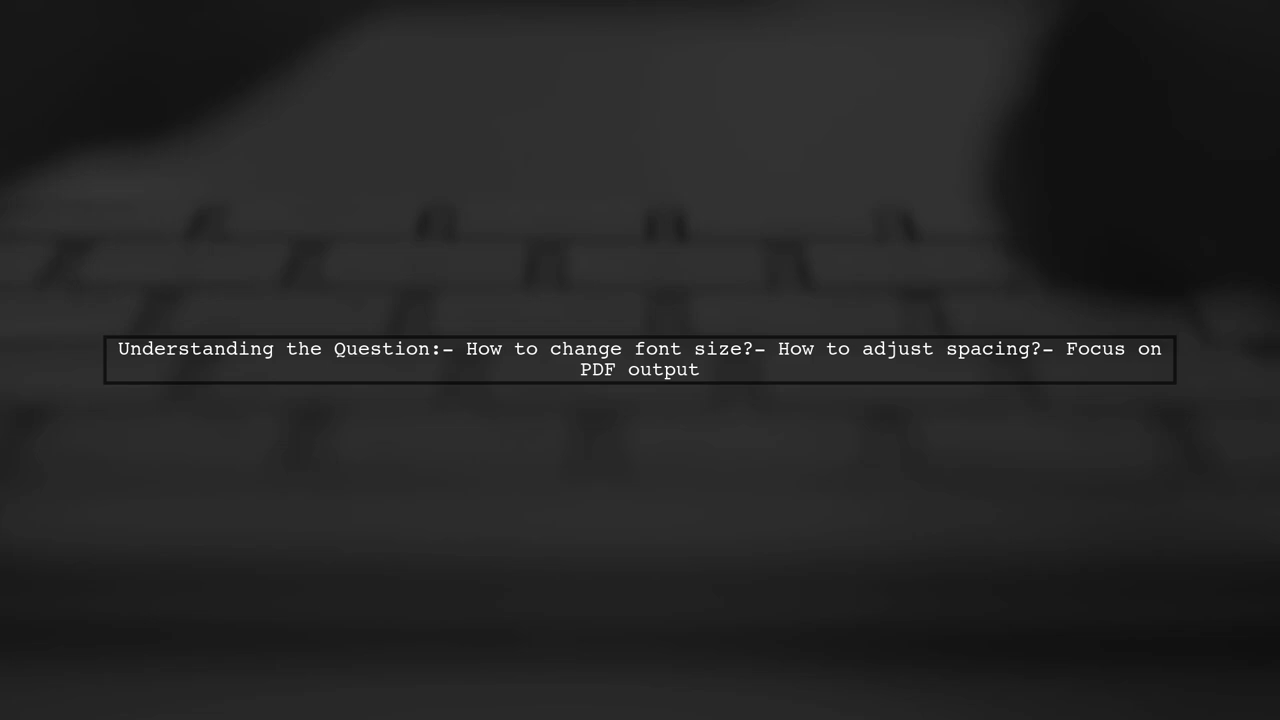 Understanding the Question:- How to change font size?- How to adjust spacing?- Focus on
PDF output